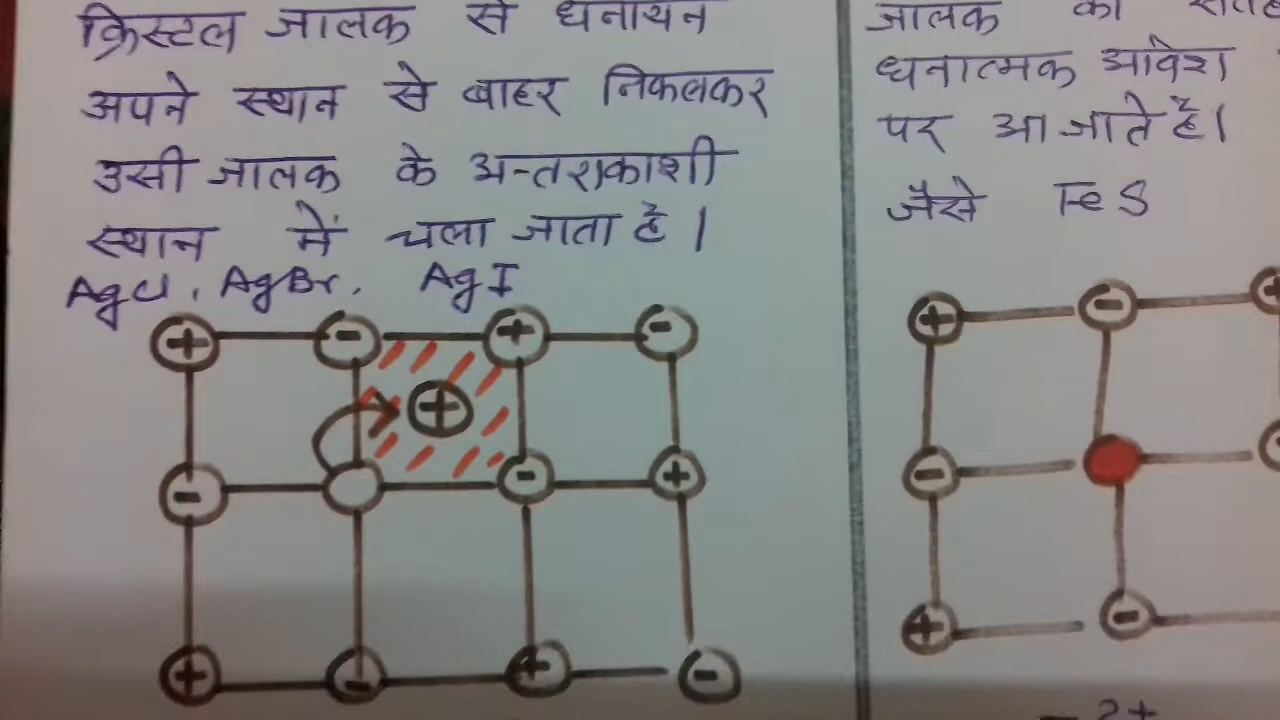 क्रिस्टल जालक से धनायन
अपने स्थान से बाहर निकलकर
उसी जालक के अन्तराकाशी
स्थान में चला जाता है।
AgCl, AgBr, AgI
+ - + -
+
- - +
+ - + -
जालक की
धनात्मक आवेश
पर आ जाते है।
जैसे FeS
+ -
-
+ -
2+